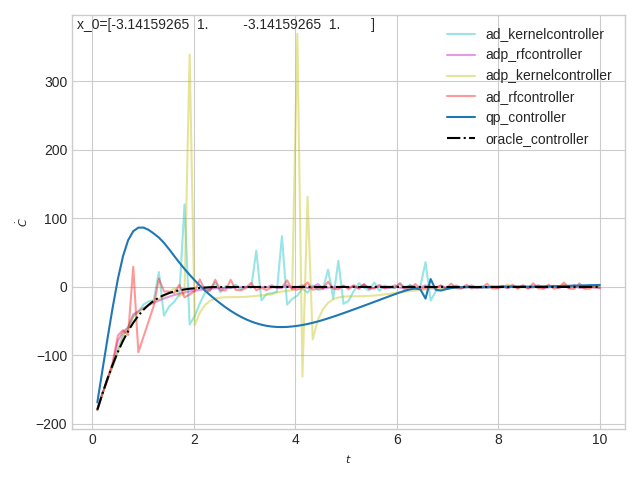 x_0=[-3.14159265 1. -3.14159265 1. ]
ad_kernelcontroller
adp_rfcontroller
adp_kernelcontroller
ad_rfcontroller
qp_controller
oracle_controller
300
200
100
0
−100
−200
Ċ
0
2
4
6
8
10
t